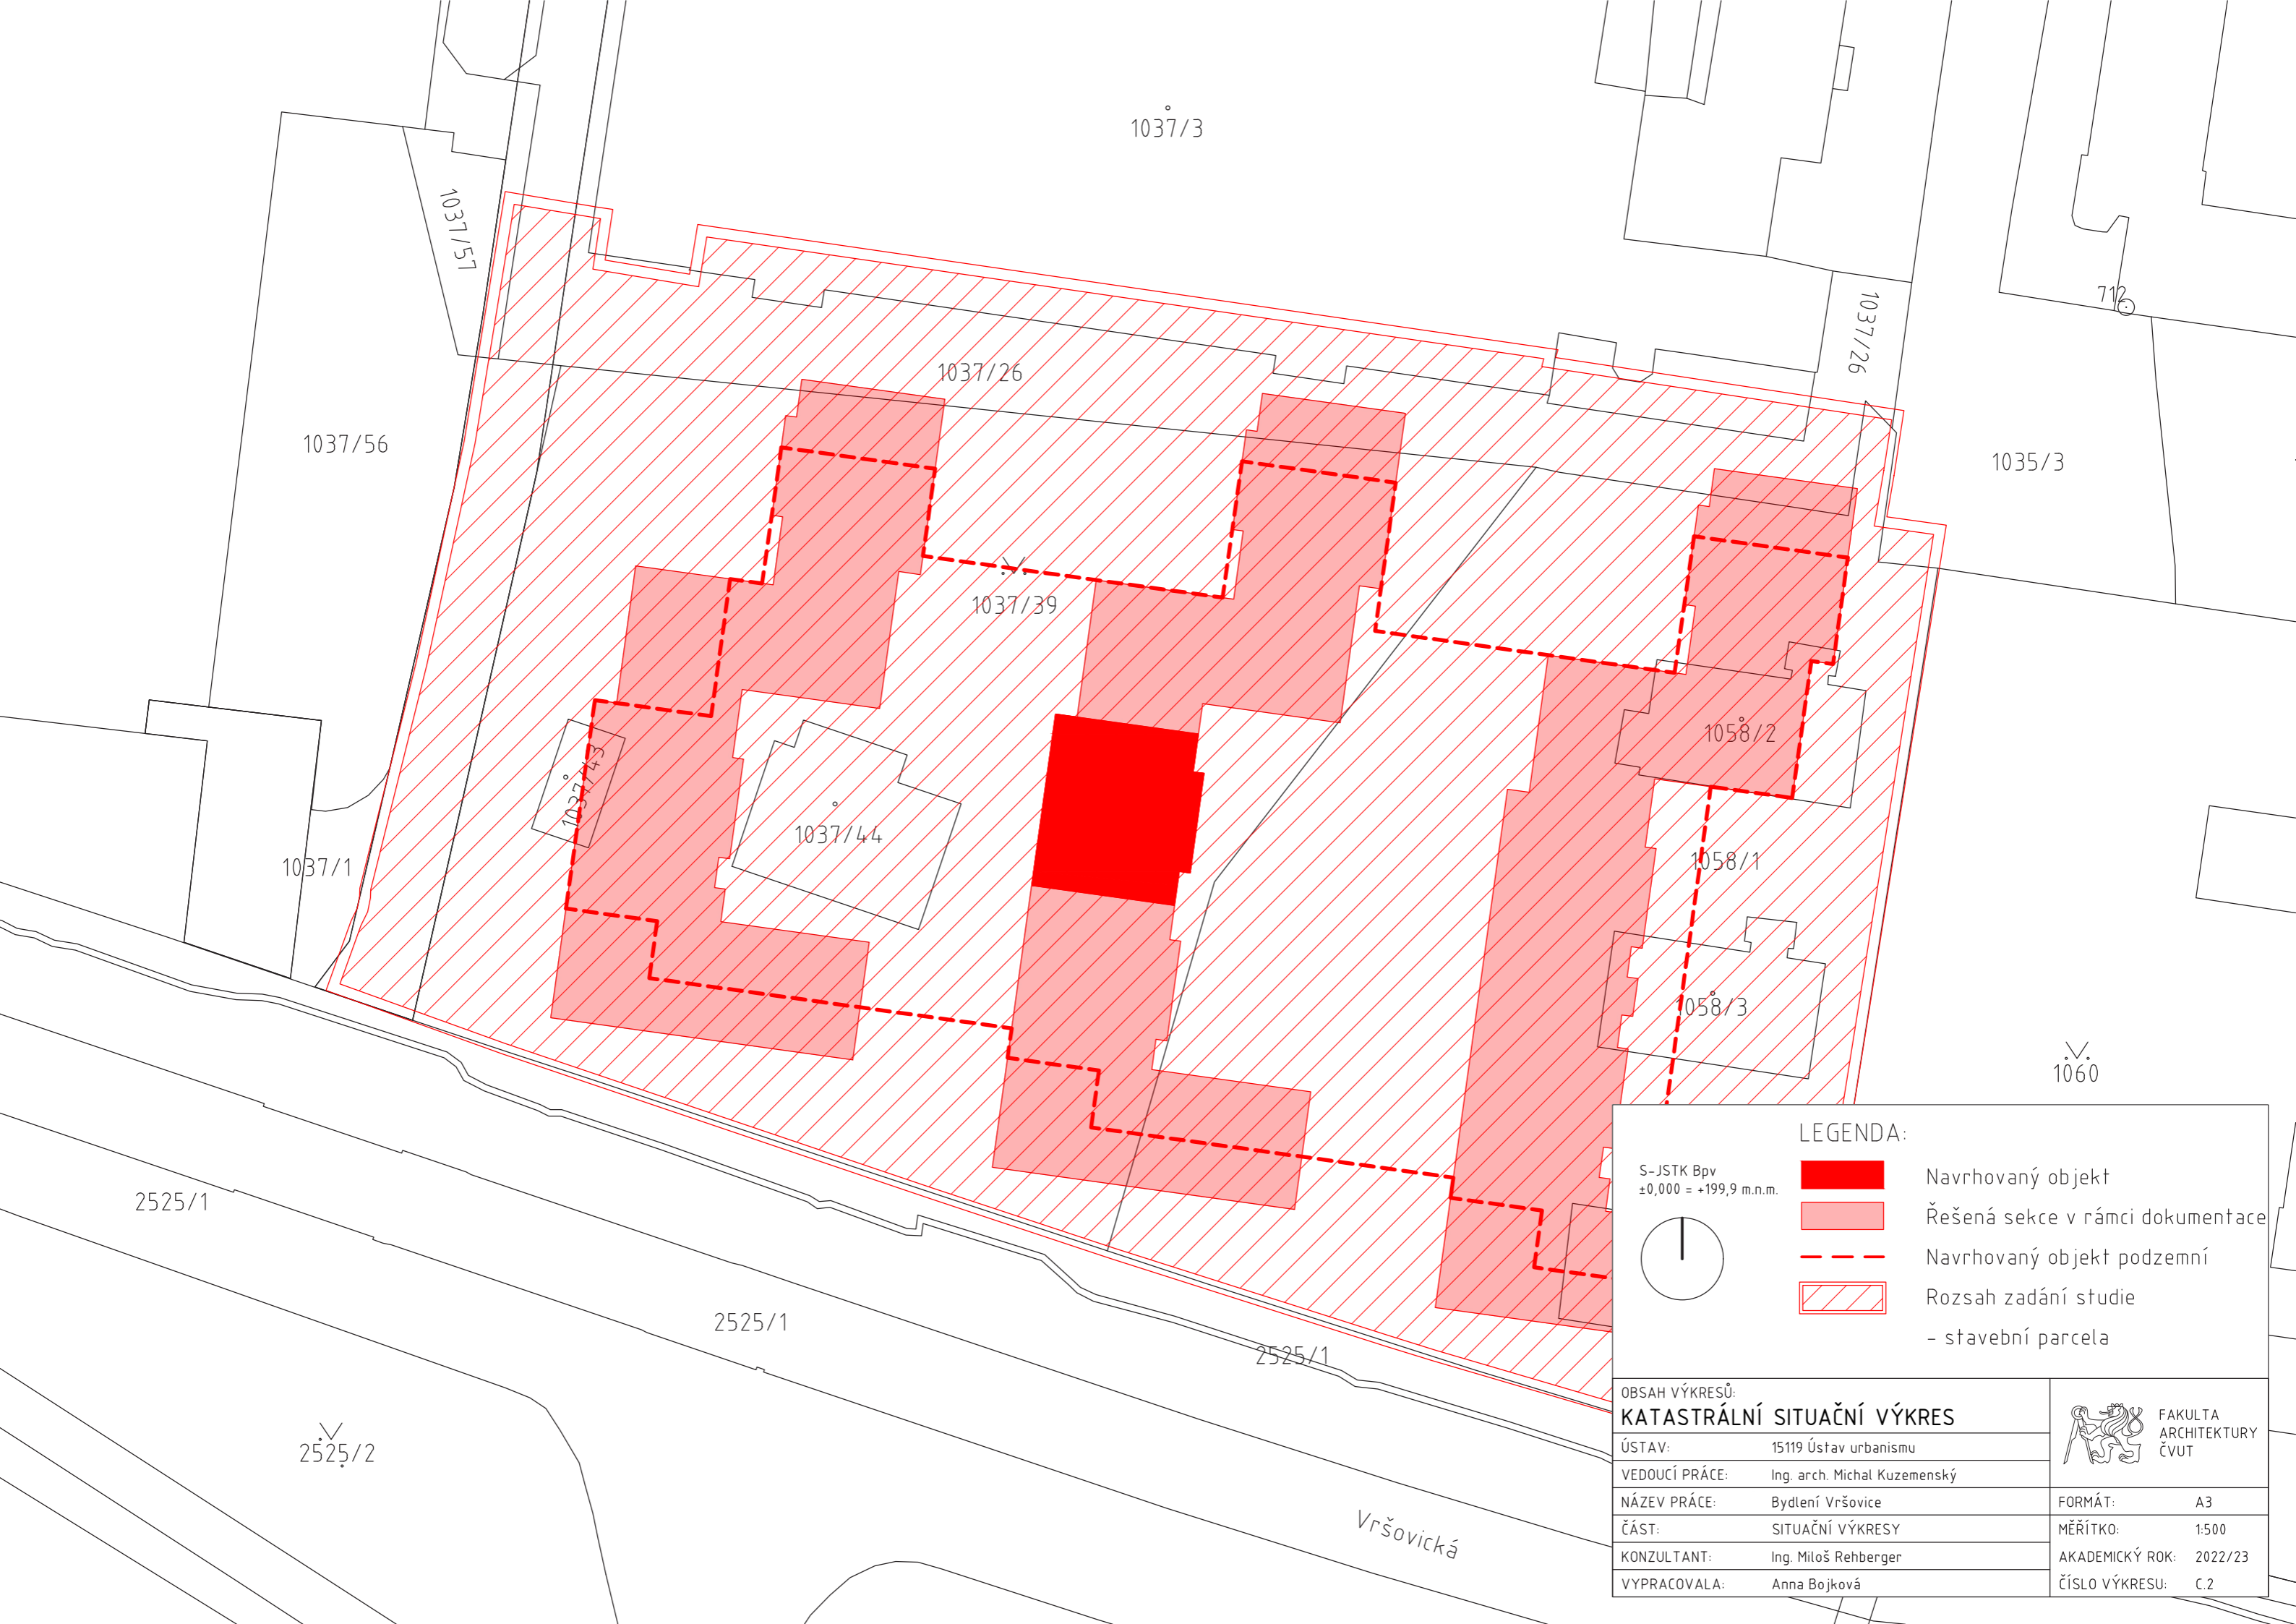 1037/3
1037/57
1037/26
712
1037/26
1037/56
1035/3
1037/39
1058/2
1037/43
1037/44
1037/1
1058/1
1058/3
1060
2525/1
2525/1
2525/1
2525/2
Vršovická
LEGENDA:
S-JSTK Bpv
±0,000 = +199,9 m.n.m.
Navrhovaný objekt
Řešená sekce v rámci dokumentace
Navrhovaný objekt podzemní
Rozsah zadání studie
- stavební parcela
OBSAH VÝKRESŮ:
KATASTRÁLNÍ SITUAČNÍ VÝKRES
FAKULTA
ARCHITEKTURY
ČVUT
ÚSTAV: 15119 Ústav urbanismu
VEDOUCÍ PRÁCE: Ing. arch. Michal Kuzemenský
NÁZEV PRÁCE: Bydlení Vršovice
FORMÁT: A3
ČÁST: SITUAČNÍ VÝKRESY
MĚŘÍTKO: 1:500
KONZULTANT: Ing. Miloš Rehberger
AKADEMICKÝ ROK: 2022/23
VYPRACOVALA: Anna Bojková
ČÍSLO VÝKRESU: C.2